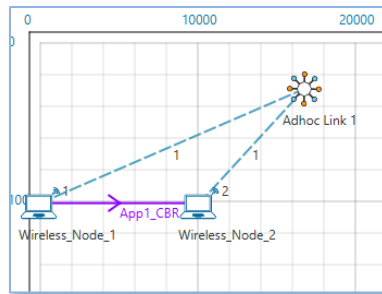 0 10000 20000
0
Adhoc Link 1
1 1
1 2
100
App1_CBR
Wireless_Node_1 Wireless_Node_2